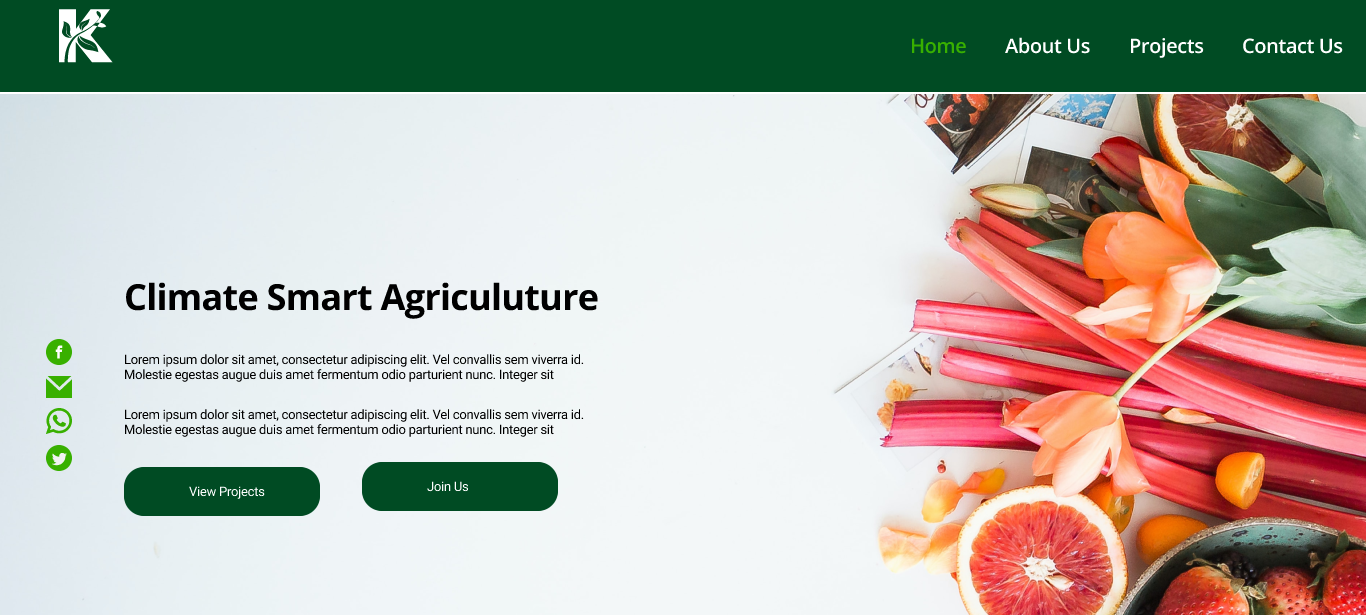 K
Home
About Us
Projects
Contact Us
Climate Smart Agriculuture
Lorem ipsum dolor sit amet, consectetur adipiscing elit. Vel convallis sem viverra id.
Molestie egestas augue duis amet fermentum odio parturient nunc. Integer sit
Lorem ipsum dolor sit amet, consectetur adipiscing elit. Vel convallis sem viverra id.
Molestie egestas augue duis amet fermentum odio parturient nunc. Integer sit
View Projects
Join Us